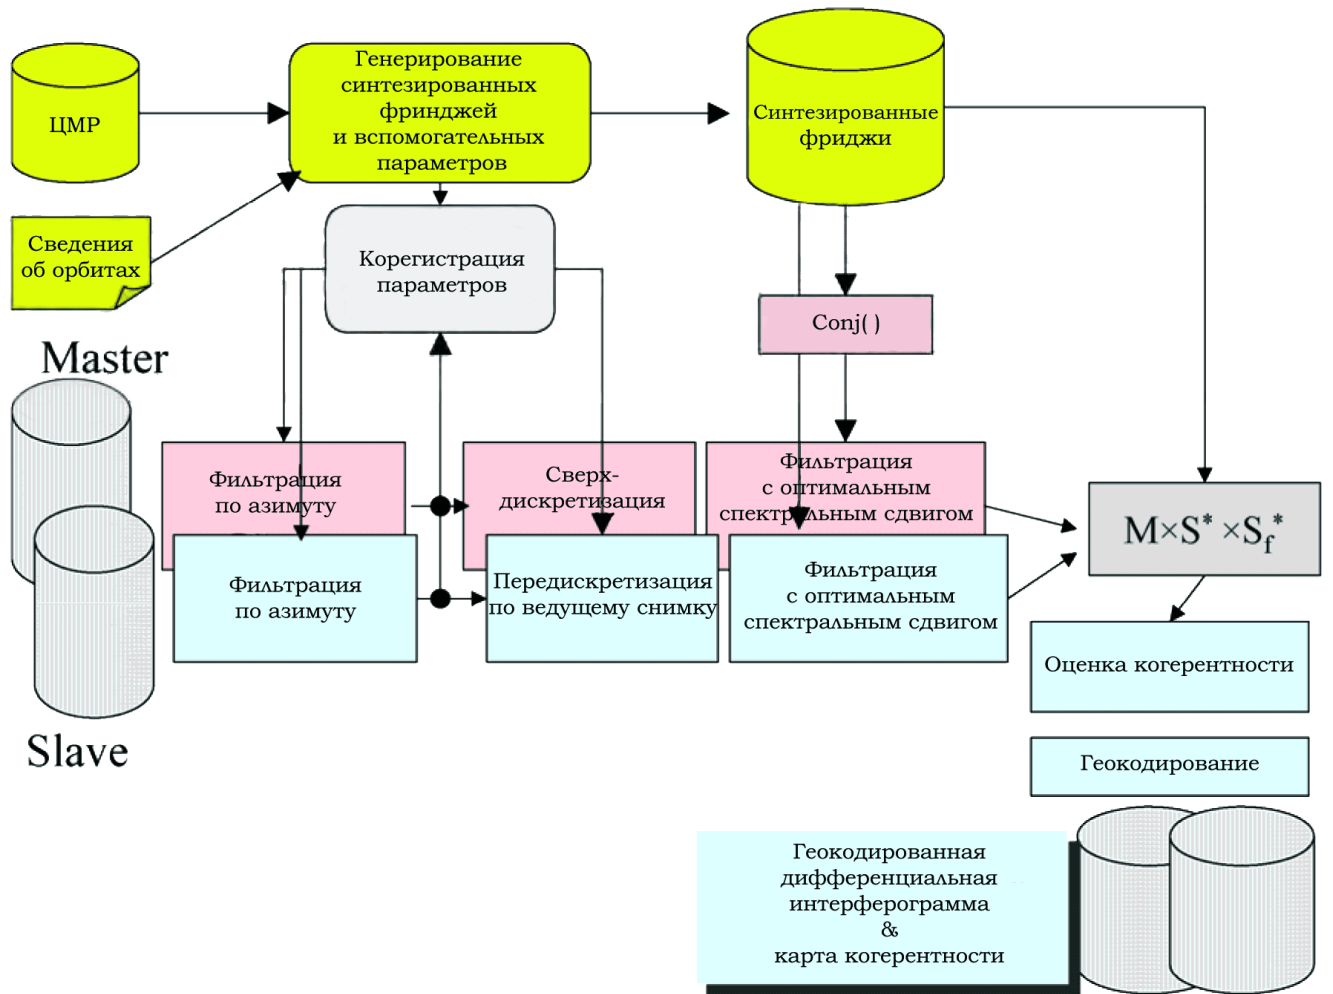 ЦМР
Генерирование
синтезированных
фринджей
и вспомогательных
параметров
Синтезированные
фриджи
Сведения
об орбитах
Корегистрация
параметров
Conj( )
Master
Фильтрация
по азимуту
Сверх-
дискретизация
Фильтрация
с оптимальным
спектральным сдвигом
M×S* ×Sf*
Фильтрация
по азимуту
Передискретизация
по ведущему снимку
Фильтрация
с оптимальным
спектральным сдвигом
Оценка когерентности
Slave
Геокодирование
Геокодированная
дифференциальная
интерферограмма
&
карта когерентности